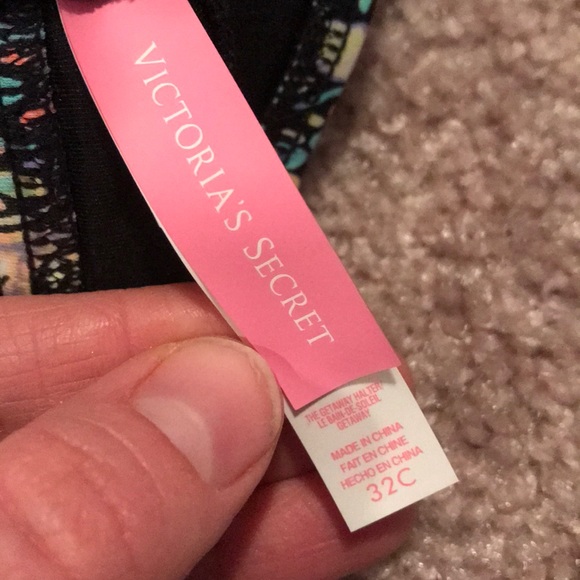 VICTORIA'S SECRET
THE GETAWAY HALTER
LE BAIN-DE-SOLEIL
GETAWAY
MADE IN CHINA
FAIT EN CHINE
HECHO EN CHINA
32C